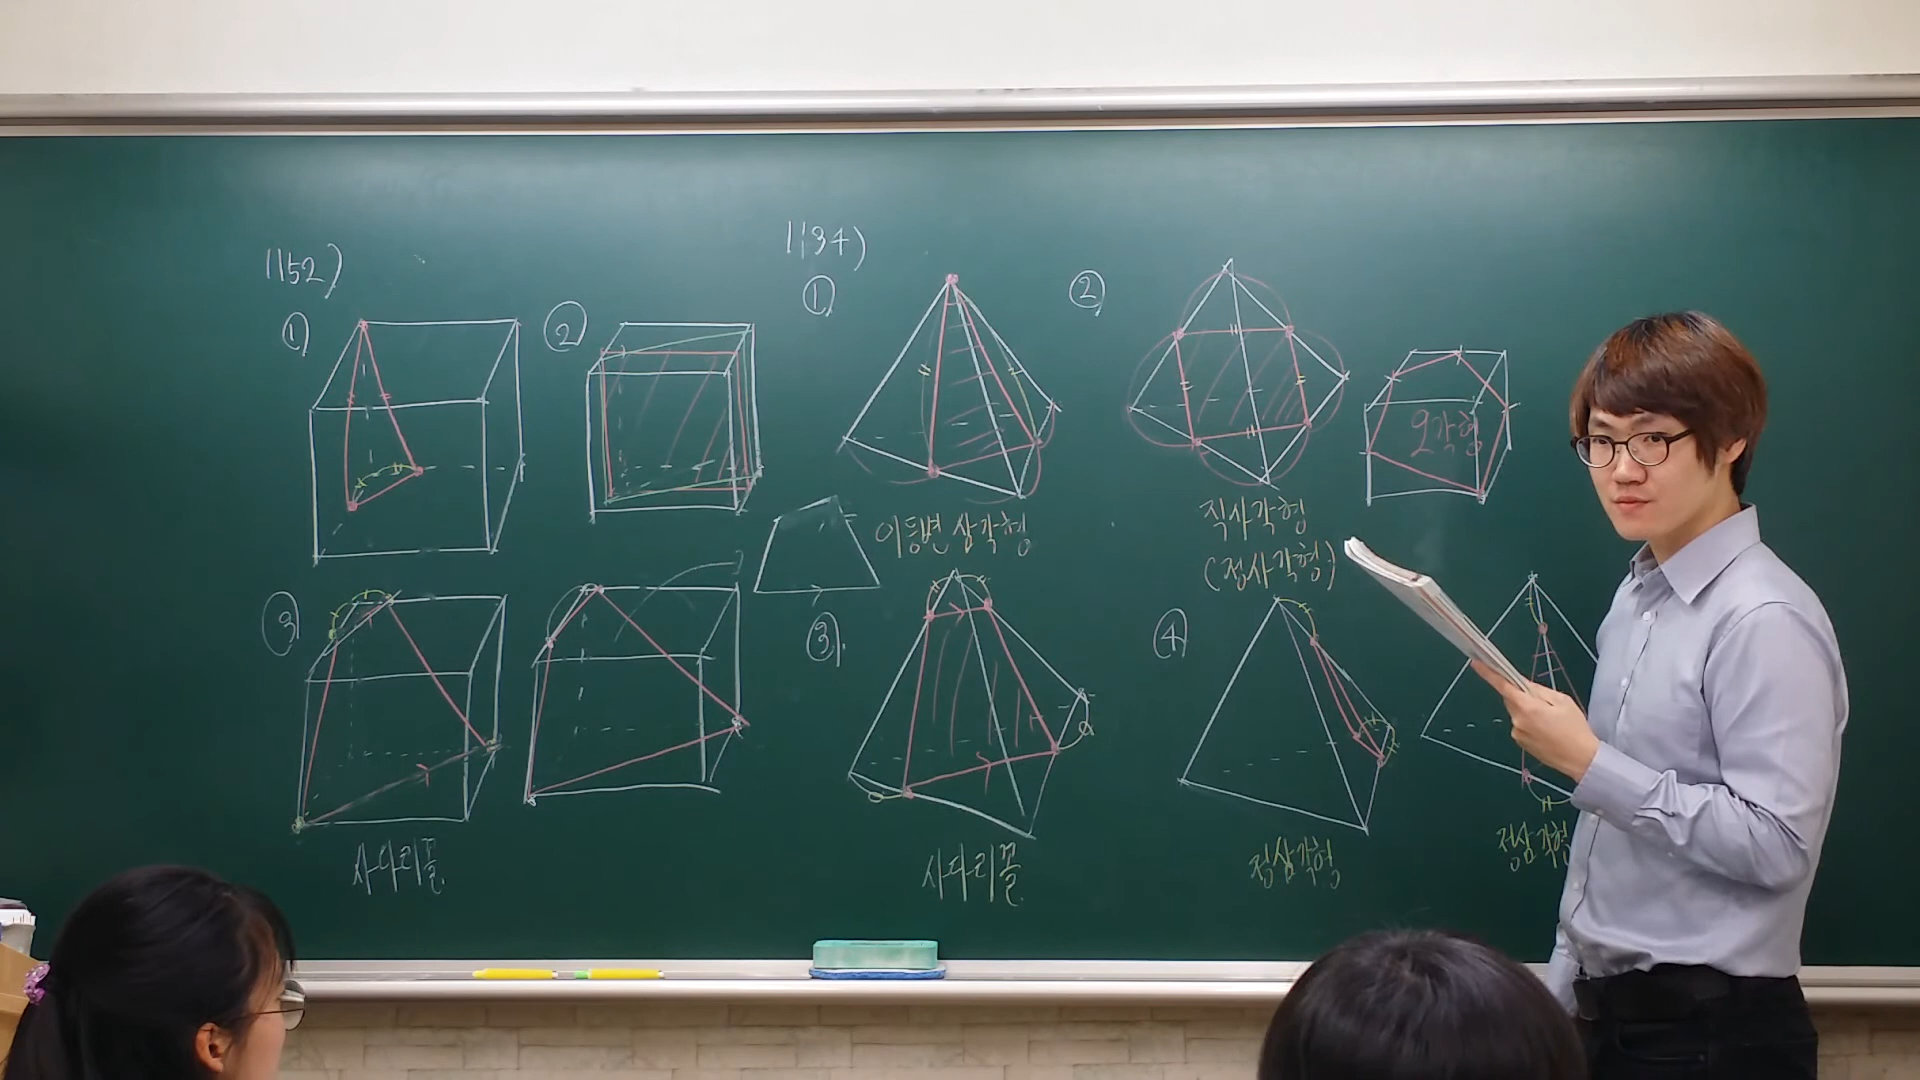 1152)
①
②
③
사다리꼴
1134)
①
이등변 삼각형
②
직사각형
(정사각형)
오각형
③
사다리꼴
④
정삼각형
정삼각형